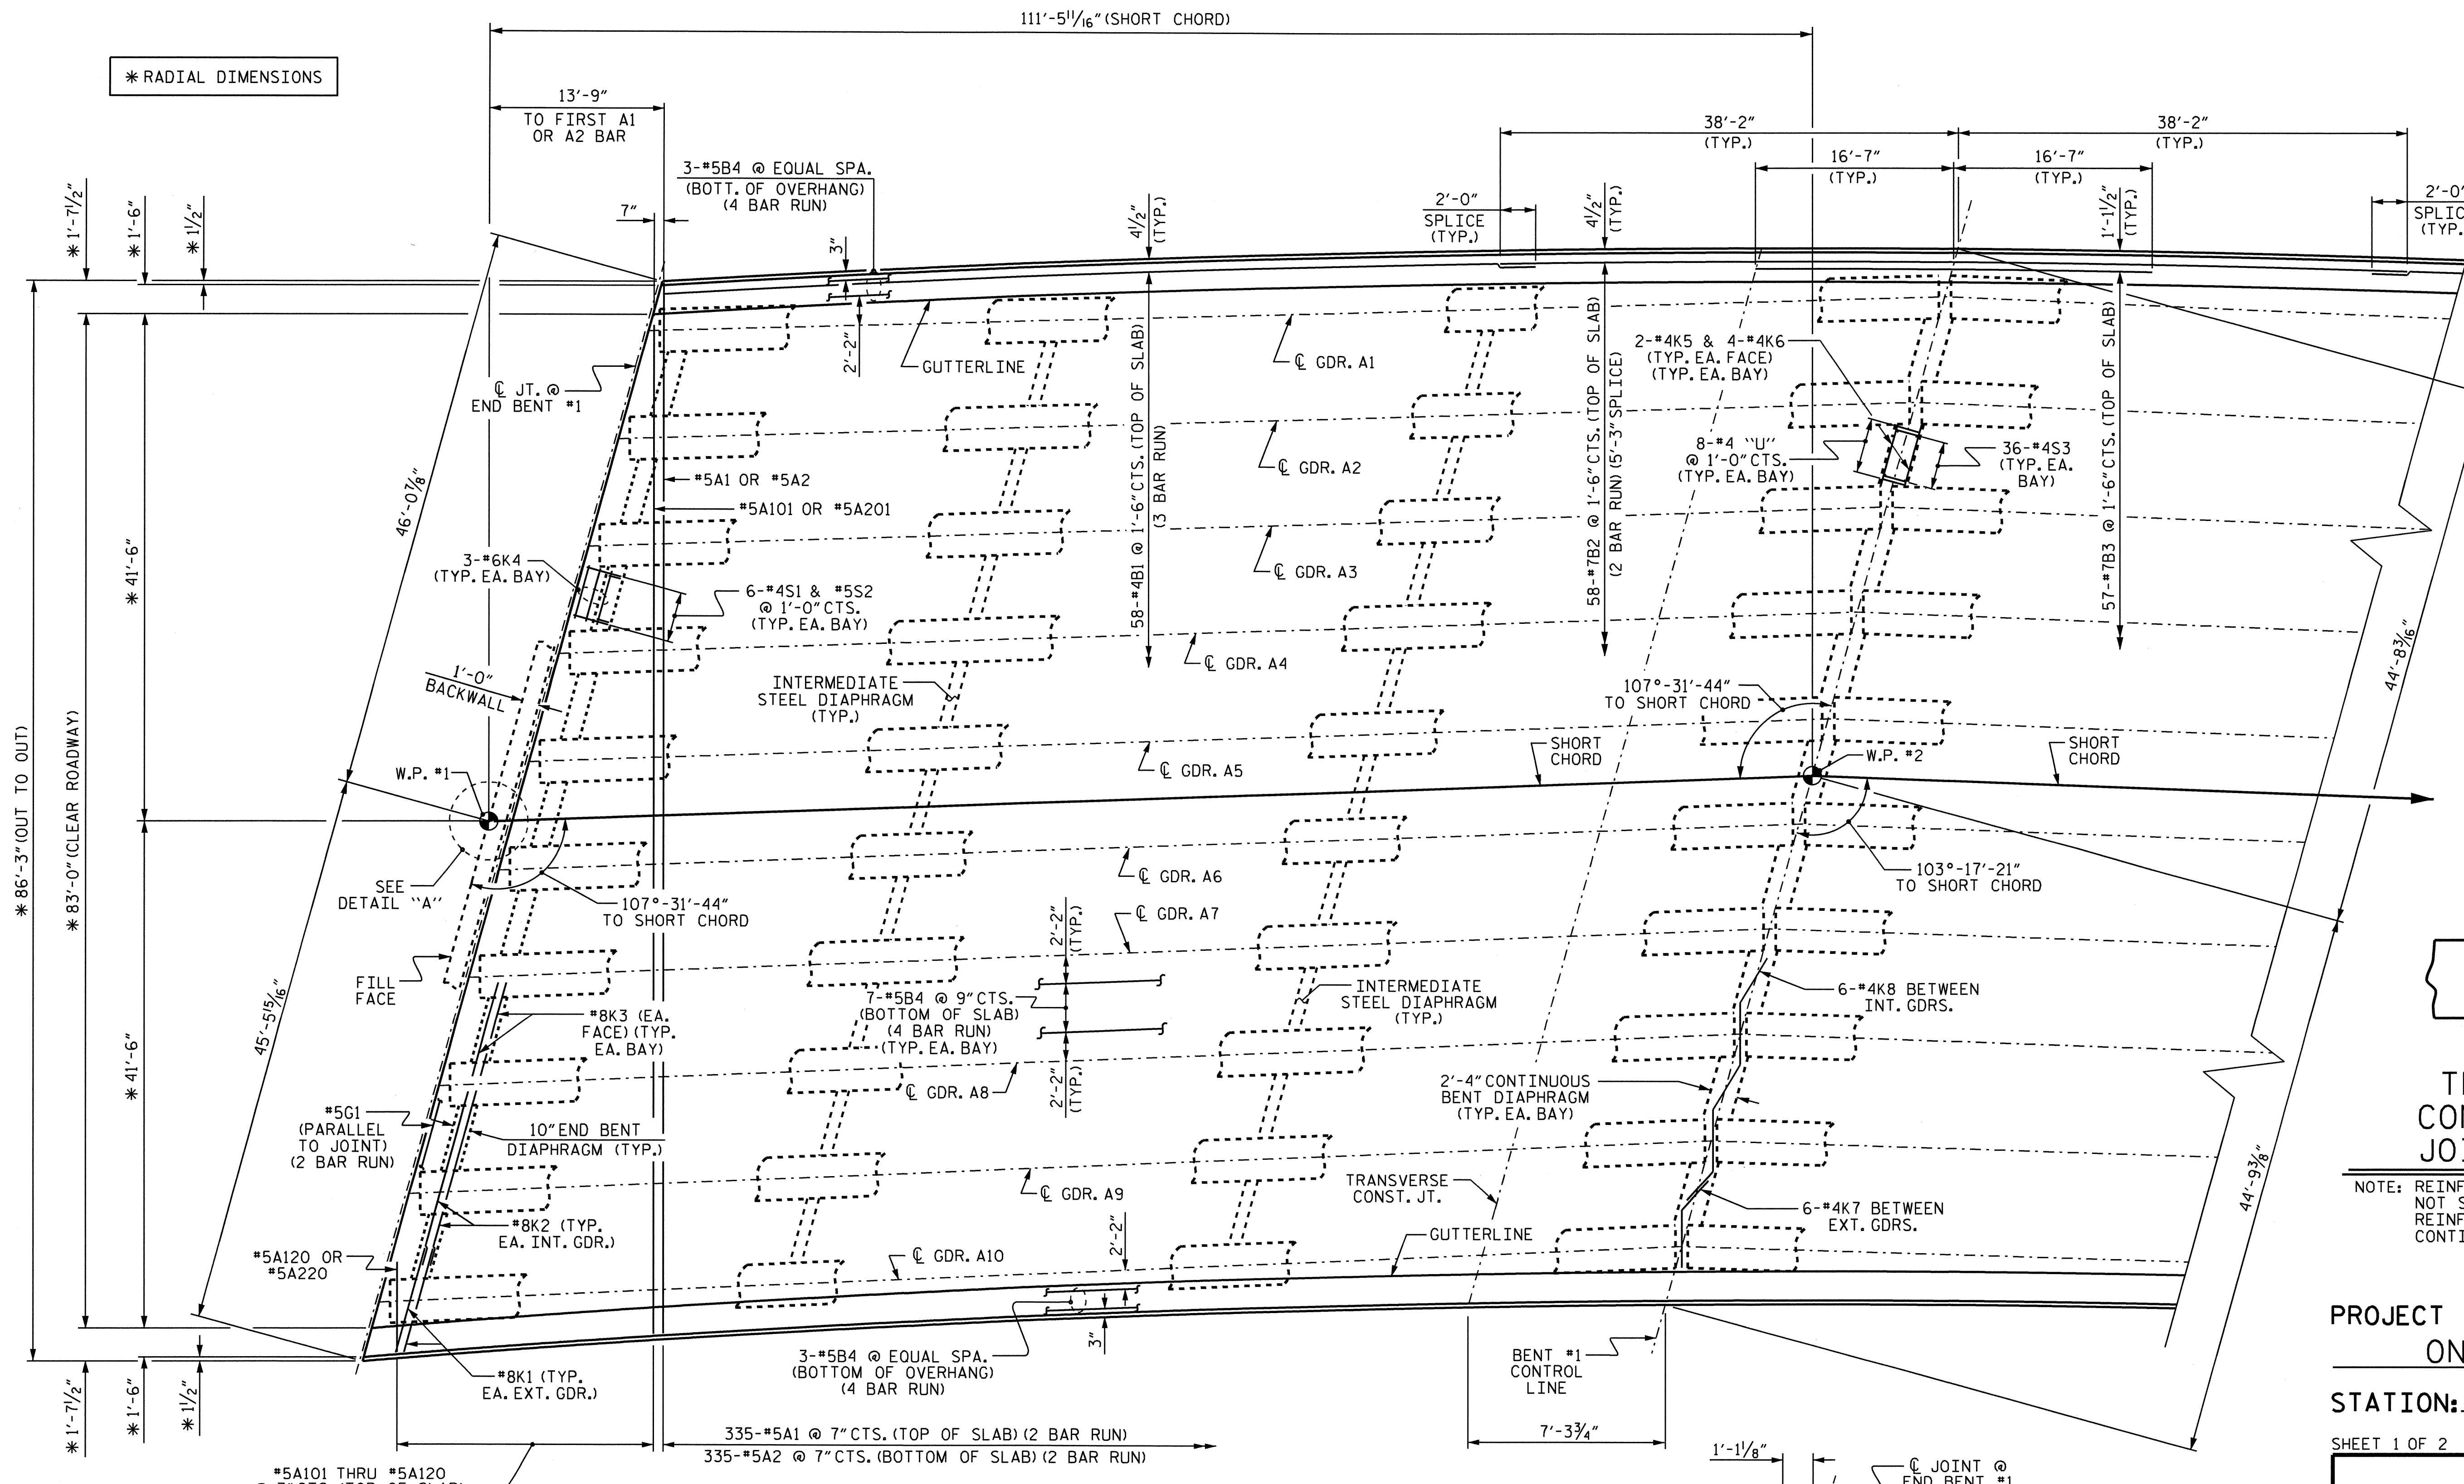 111'-5 11/16" (SHORT CHORD)
* RADIAL DIMENSIONS
13'-9"
TO FIRST A1
OR A2 BAR
38'-2"
(TYP.)
38'-2"
(TYP.)
16'-7"
(TYP.)
16'-7"
(TYP.)
3-#5B4 @ EQUAL SPA.
(BOTT. OF OVERHANG)
(4 BAR RUN)
* 1'-7 1/2"
* 1'-6"
* 1 1/2"
7"
3"
4 1/2"
(TYP.)
2'-0"
SPLICE
(TYP.)
4 1/2"
(TYP.)
1'-1 1/2"
(TYP.)
2'-0"
2'-2"
GUTTERLINE
℄ JT. @
END BENT #1
℄ GDR. A1
2-#4K5 & 4-#4K6
(TYP. EA. FACE)
(TYP. EA. BAY)
58-#4B1 @ 1'-6" CTS. (TOP OF SLAB)
(3 BAR RUN)
58-#7B2 @ 1'-6" CTS. (TOP OF SLAB)
(2 BAR RUN) (5'-3" SPLICE)
57-#7B3 @ 1'-6" CTS. (TOP OF SLAB)
℄ GDR. A2
8-#4 "U"
@ 1'-0" CTS.
(TYP. EA. BAY)
36-#4S3
(TYP. EA.
BAY)
#5A1 OR #5A2
#5A101 OR #5A201
46'-0 7/8"
* 41'-6"
℄ GDR. A3
3-#6K4
(TYP. EA. BAY)
6-#4S1 & #5S2
@ 1'-0" CTS.
(TYP. EA. BAY)
℄ GDR. A4
1'-0"
BACKWALL
INTERMEDIATE
STEEL DIAPHRAGM
(TYP.)
107°-31'-44"
TO SHORT CHORD
44'-8 3/16"
* 86'-3" (OUT TO OUT)
* 83'-0" (CLEAR ROADWAY)
W.P. #1
℄ GDR. A5
SHORT
CHORD
W.P. #2
SHORT
CHORD
SEE
DETAIL "A"
107°-31'-44"
TO SHORT CHORD
℄ GDR. A6
103°-17'-21"
TO SHORT CHORD
℄ GDR. A7
2'-2"
(TYP.)
FILL
FACE
45'-5 15/16"
* 41'-6"
#8K3 (EA.
FACE) (TYP.
EA. BAY)
7-#5B4 @ 9" CTS.
(BOTTOM OF SLAB)
(4 BAR RUN)
(TYP. EA. BAY)
INTERMEDIATE
STEEL DIAPHRAGM
(TYP.)
6-#4K8 BETWEEN
INT. GDRS.
℄ GDR. A8
2'-2"
(TYP.)
2'-4" CONTINUOUS
BENT DIAPHRAGM
(TYP. EA. BAY)
#5G1
(PARALLEL
TO JOINT)
(2 BAR RUN)
10" END BENT
DIAPHRAGM (TYP.)
℄ GDR. A9
TRANSVERSE
CONST. JT.
44'-9 3/8"
NOTE:
NOT
6-#4K7 BETWEEN
EXT. GDRS.
#8K2 (TYP.
EA. INT. GDR.)
#5A120 OR
#5A220
℄ GDR. A10
2'-2"
GUTTERLINE
3-#5B4 @ EQUAL SPA.
(BOTTOM OF OVERHANG)
(4 BAR RUN)
3"
BENT #1
CONTROL
LINE
PROJECT
STATION:
SHEET 1 OF 2
* 1'-7 1/2"
* 1'-6"
* 1 1/2"
#8K1 (TYP.
EA. EXT. GDR.)
335-#5A1 @ 7" CTS. (TOP OF SLAB) (2 BAR RUN)
335-#5A2 @ 7" CTS. (BOTTOM OF SLAB) (2 BAR RUN)
7'-3 3/4"
1'-1 1/8"
℄ JOINT @
END BENT #1
#5A101 THRU #5A120